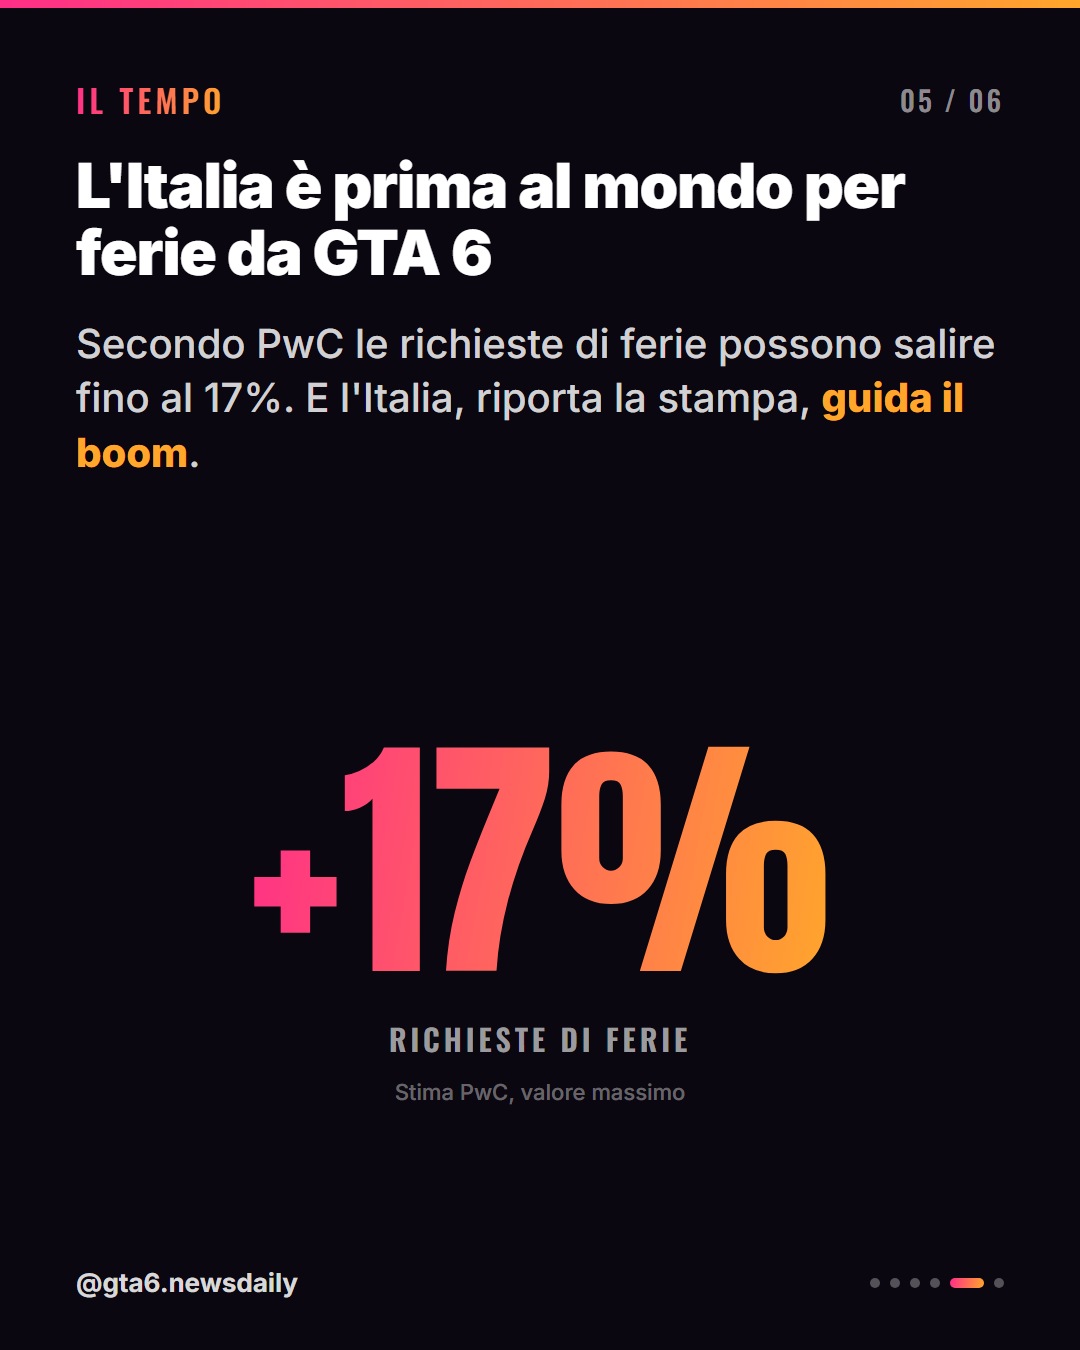 IL TEMPO
05 / 06
L'Italia è prima al mondo per
ferie da GTA 6
Secondo PwC le richieste di ferie possono salire
fino al 17%. E l'Italia, riporta la stampa, guida il
boom.
+17%
RICHIESTE DI FERIE
Stima PwC, valore massimo
@gta6.newsdaily